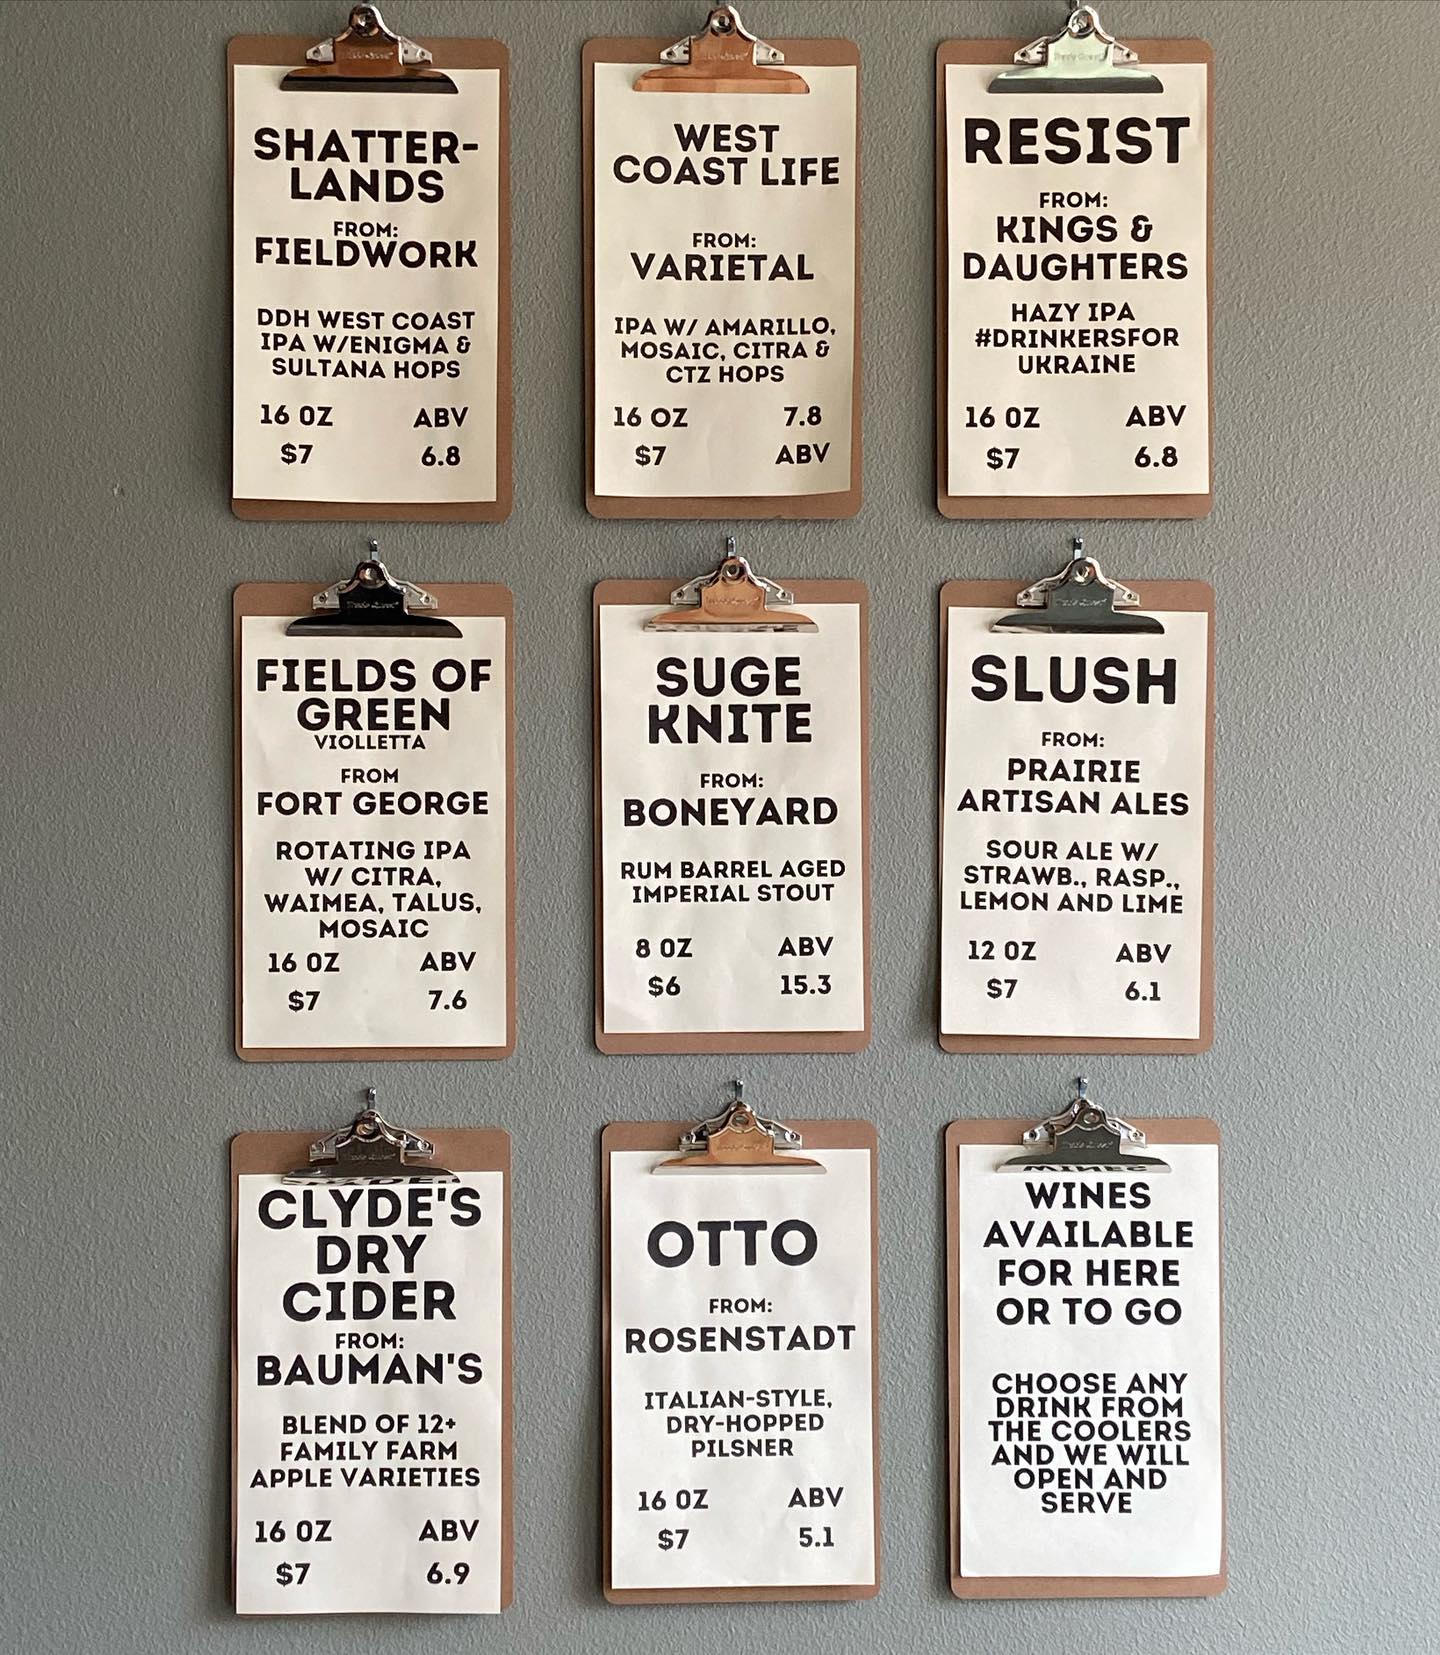 SHATTER-
LANDS
FROM:
FIELDWORK
DDH WEST COAST
IPA W/ENIGMA &
SULTANA HOPS
16 OZ ABV
$7 6.8
WEST
COAST LIFE
FROM:
VARIETAL
IPA W/ AMARILLO,
MOSAIC, CITRA &
CTZ HOPS
16 OZ 7.8
$7 ABV
RESIST
FROM:
KINGS &
DAUGHTERS
HAZY IPA
#DRINKERSFOR
UKRAINE
16 OZ ABV
$7 6.8
FIELDS OF
GREEN
VIOLLETTA
FROM
FORT GEORGE
ROTATING IPA
W/ CITRA,
WAIMEA, TALUS,
MOSAIC
16 OZ ABV
$7 7.6
SUGE
KNITE
FROM:
BONEYARD
RUM BARREL AGED
IMPERIAL STOUT
8 OZ ABV
$6 15.3
SLUSH
FROM:
PRAIRIE
ARTISAN ALES
SOUR ALE W/
STRAWB., RASP.,
LEMON AND LIME
12 OZ ABV
$7 6.1
CLYDE'S
DRY
CIDER
FROM:
BAUMAN'S
BLEND OF 12+
FAMILY FARM
APPLE VARIETIES
16 OZ ABV
$7 6.9
OTTO
FROM:
ROSENSTADT
ITALIAN-STYLE,
DRY-HOPPED
PILSNER
16 OZ ABV
$7 5.1
WINES
AVAILABLE
FOR HERE
OR TO GO
CHOOSE ANY
DRINK FROM
THE COOLERS
AND WE WILL
OPEN AND
SERVE